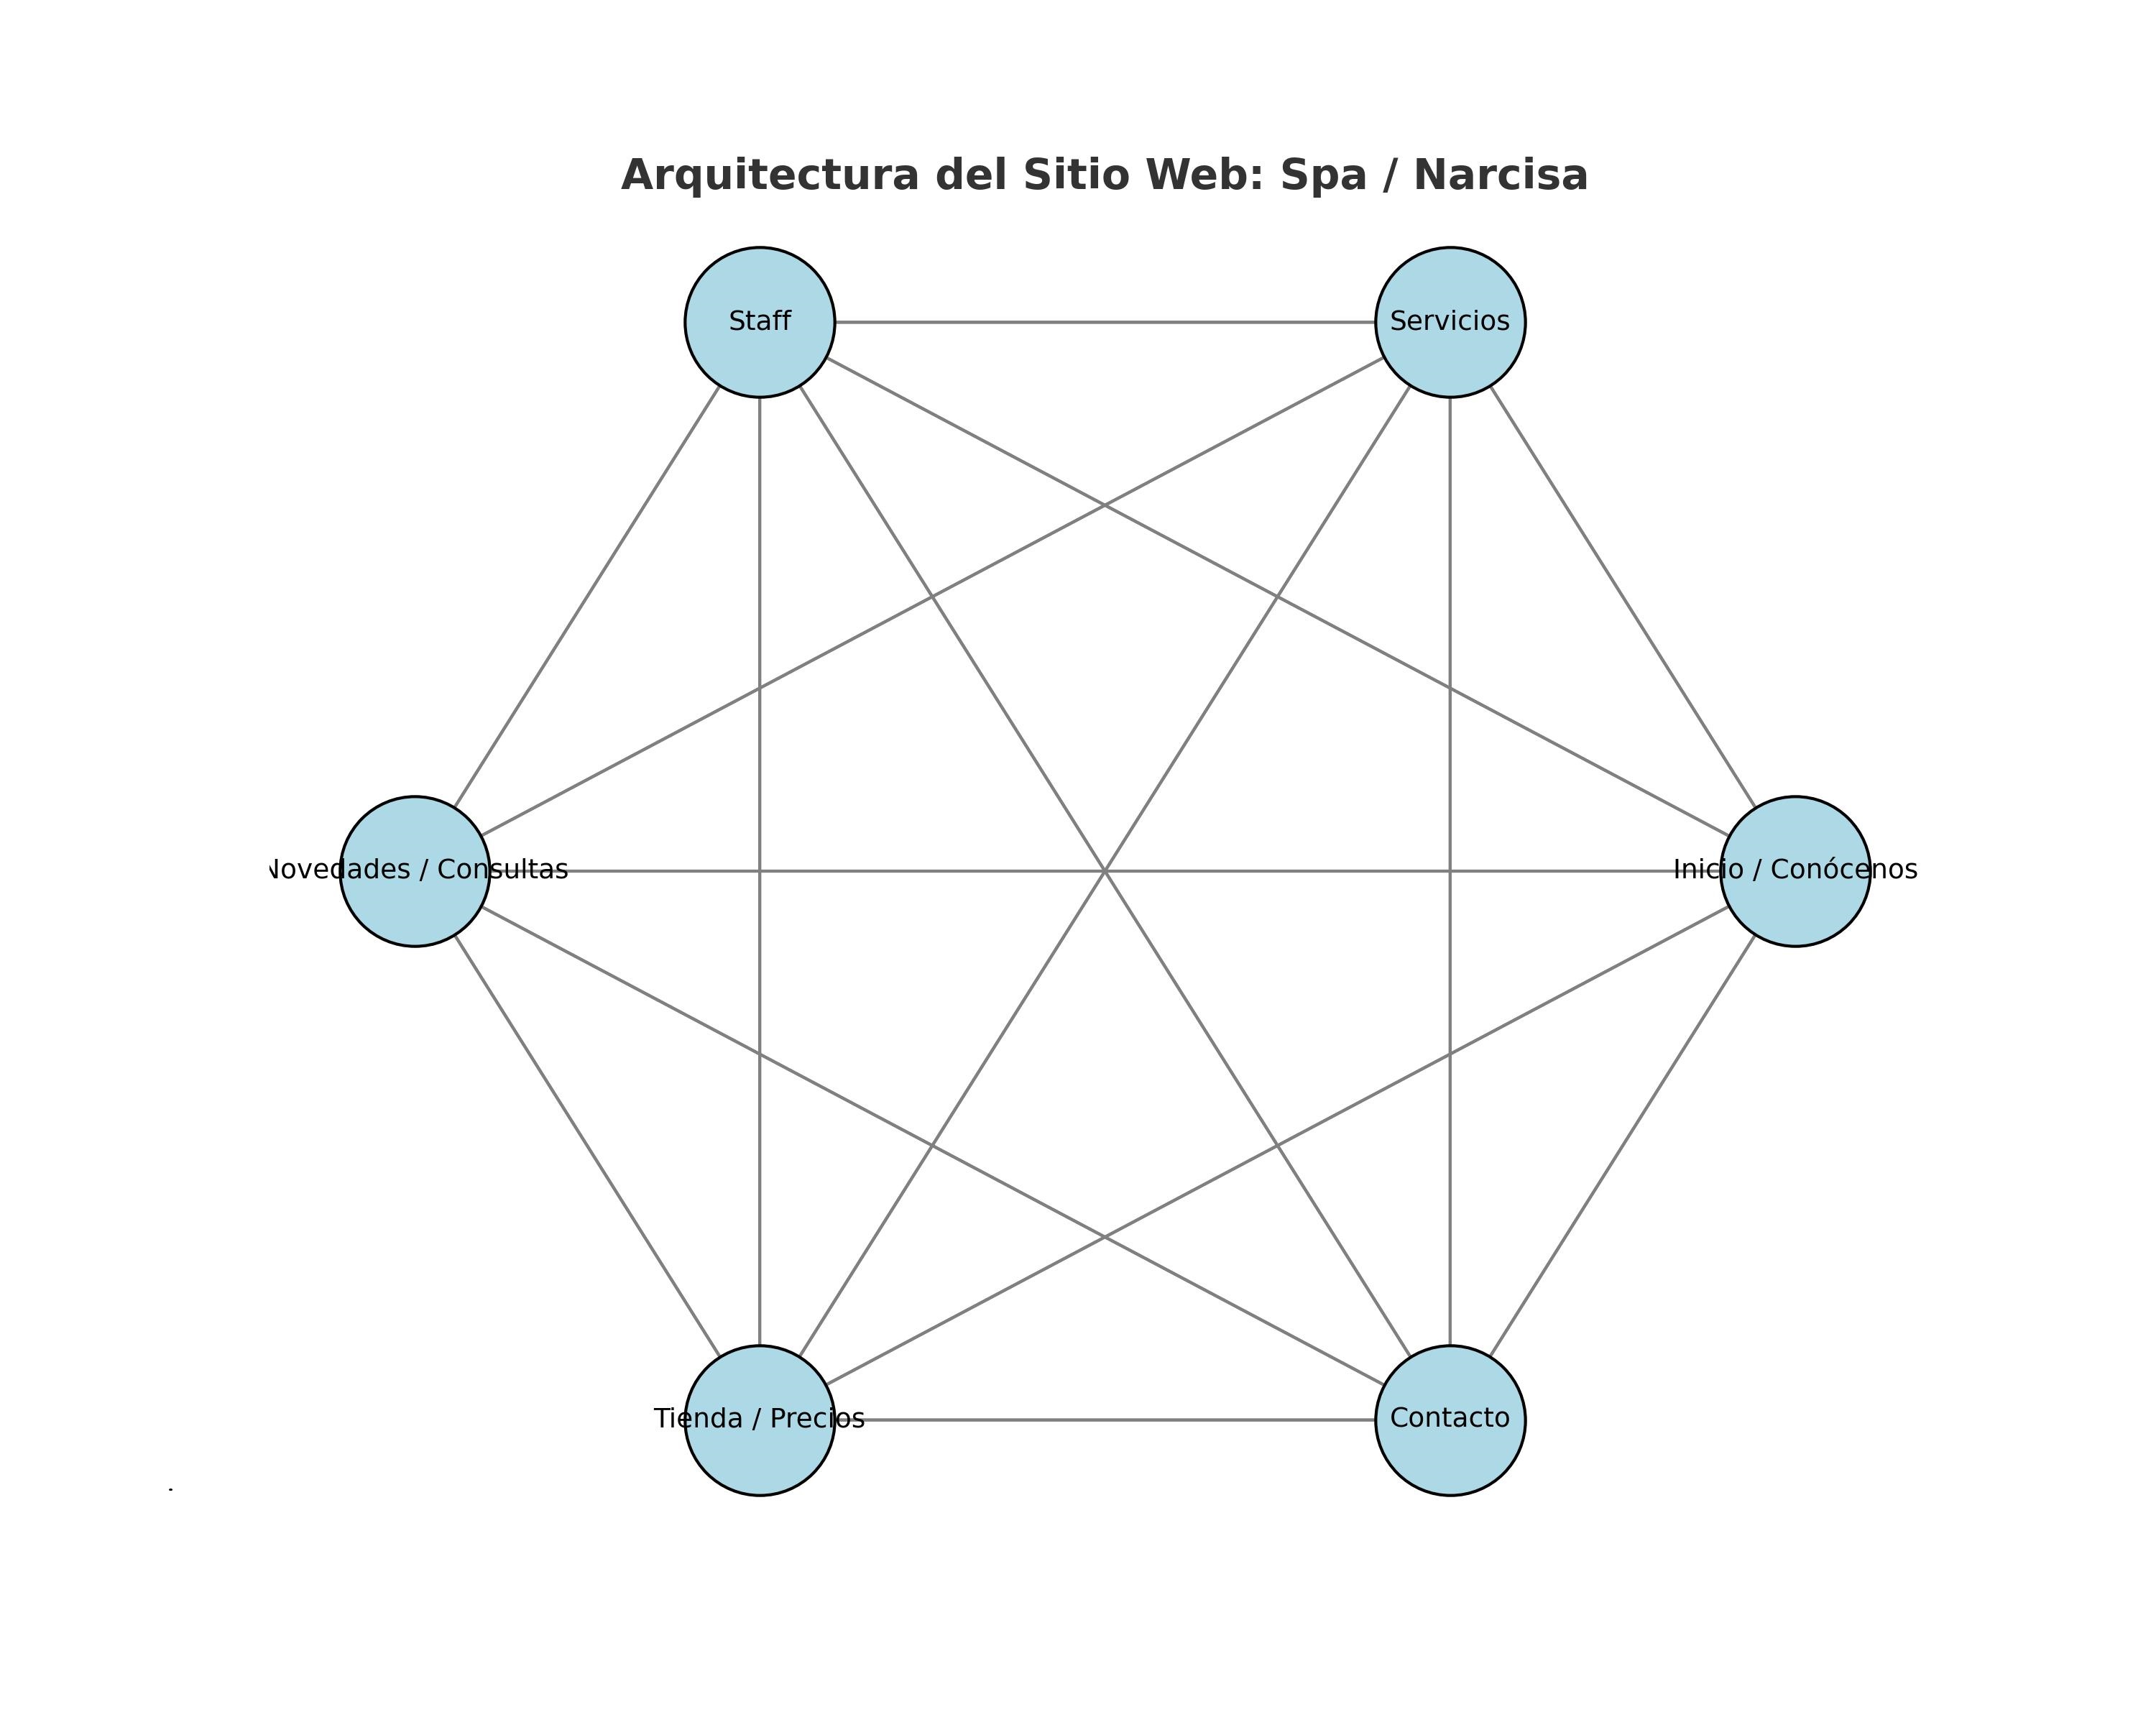 Arquitectura del Sitio Web: Spa / Narcisa
Staff
Servicios
Novedades / Consultas
Inicio / Conócenos
Tienda / Precios
Contacto